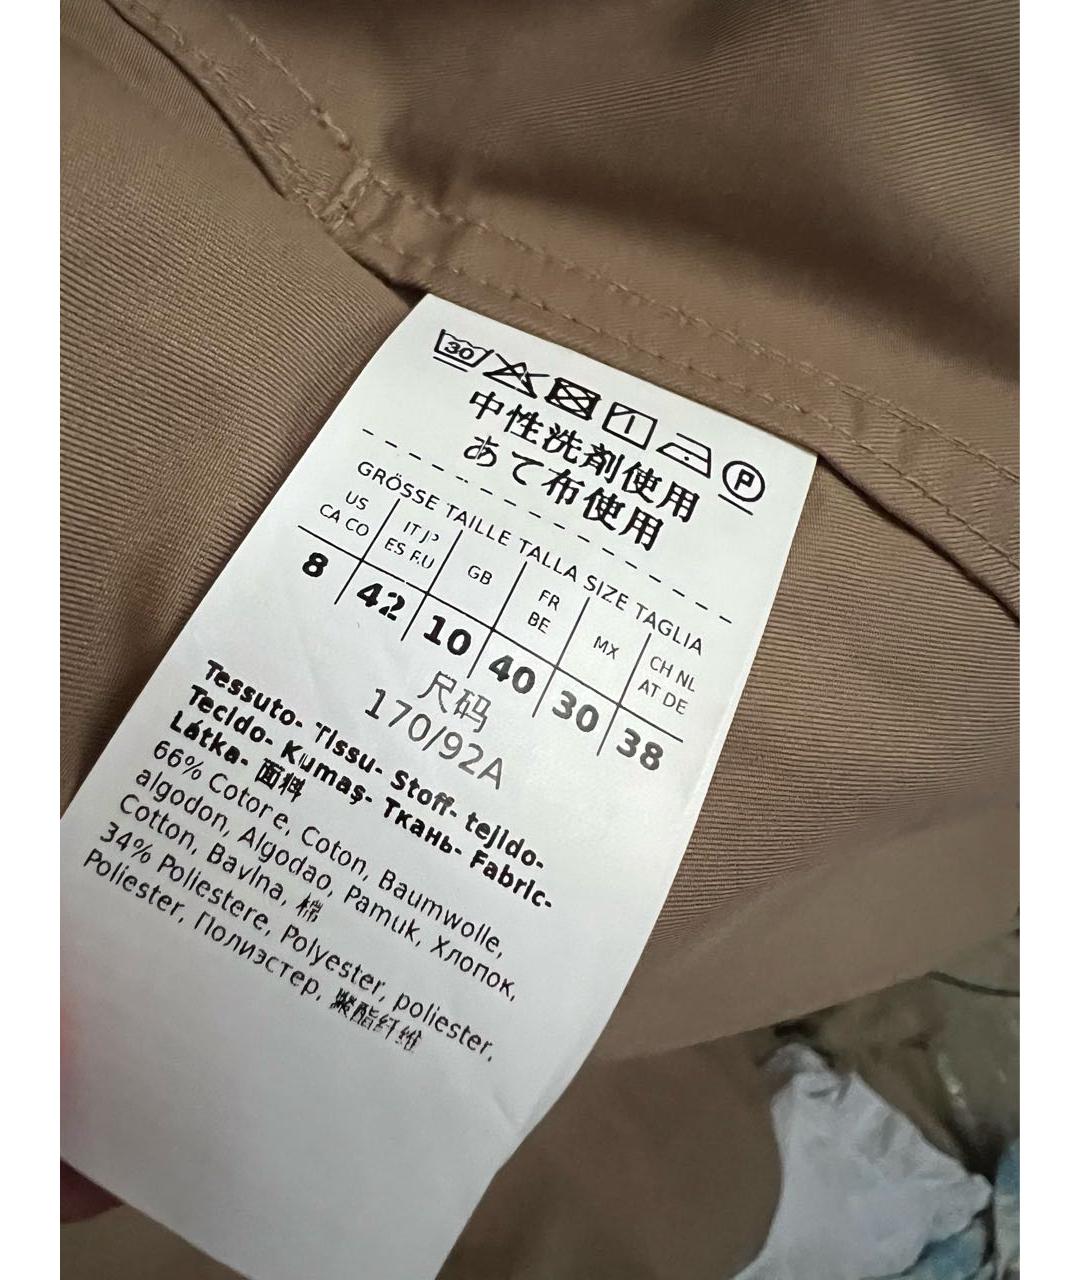 30 P
中性洗剤使用
あて布使用
GRÖSSE TAILLE TALLA SIZE TAGLIA
US CA CO IT JP ES RU GB FR BE MX CH NL AT DE
8 42 10 40 30 38
尺码
170/92A
Tessuto- Tissu- Stoff- tejido-
Tecido- Kumaş- Ткань- Fabric-
Látka- 面料
66% Cotone, Coton, Baumwolle,
algodon, Algodao, Pamuk, Хлопок,
Cotton, Bavlna, 棉
34% Poliestere, Polyester, poliester,
Poliester, Полиэстер, 聚酯纤维